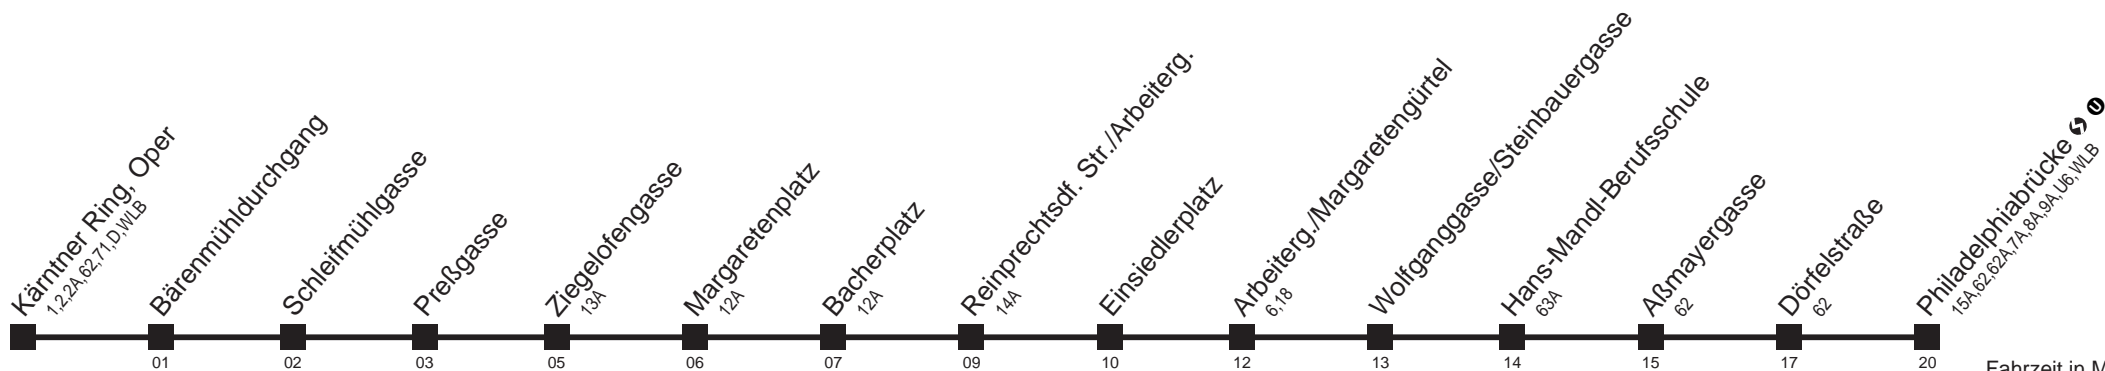 Kärntner Ring, Oper
1,2,2A,62,71,D,WLB
Bärenmühldurchgang
01
Schleifmühlgasse
02
Preßgasse
03
Ziegelofengasse
13A
05
Margaretenplatz
12A
06
Bacherplatz
12A
07
Reinprechtsdf. Str./Arbeiterg.
14A
09
Einsiedlerplatz
10
Arbeiterg./Margaretengürtel
6,18
12
Wolfganggasse/Steinbauergasse
13
Hans-Mandl-Berufsschule
63A
14
Aßmayergasse
62
15
Dörfelstraße
62
17
Philadelphiabrücke U
15A,62,62A,7A,8A,9A,U6,WLB
20
Fahrzeit in M